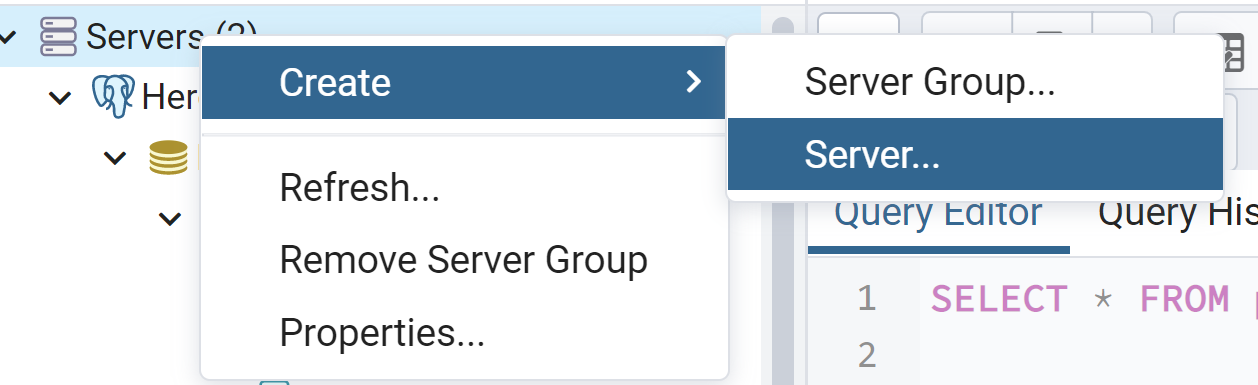 Servers (2)
Create
Server Group...
Server...
Refresh...
Remove Server Group
Properties...
Query Editor
1 SELECT * FROM
2